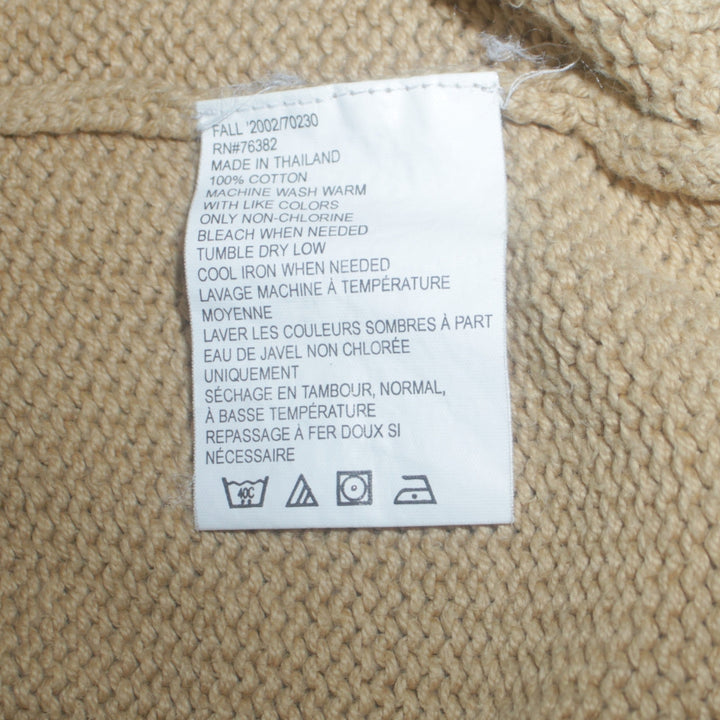 FALL '2002/70230
RN#76382
MADE IN THAILAND
100% COTTON
MACHINE WASH WARM
WITH LIKE COLORS
ONLY NON-CHLORINE
BLEACH WHEN NEEDED
TUMBLE DRY LOW
COOL IRON WHEN NEEDED
LAVAGE MACHINE À TEMPÉRATURE
MOYENNE
LAVER LES COULEURS SOMBRES À PART
EAU DE JAVEL NON CHLORÉE
UNIQUEMENT
SÉCHAGE EN TAMBOUR, NORMAL,
À BASSE TEMPÉRATURE
REPASSAGE À FER DOUX SI
NÉCESSAIRE
40C